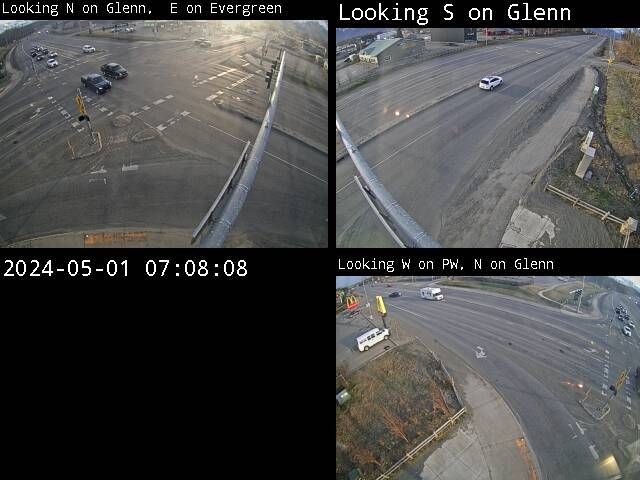 Looking N on Glenn,  E on Evergreen
Looking S on Glenn
2024-05-01 07:08:08
Looking W on PW, N on Glenn